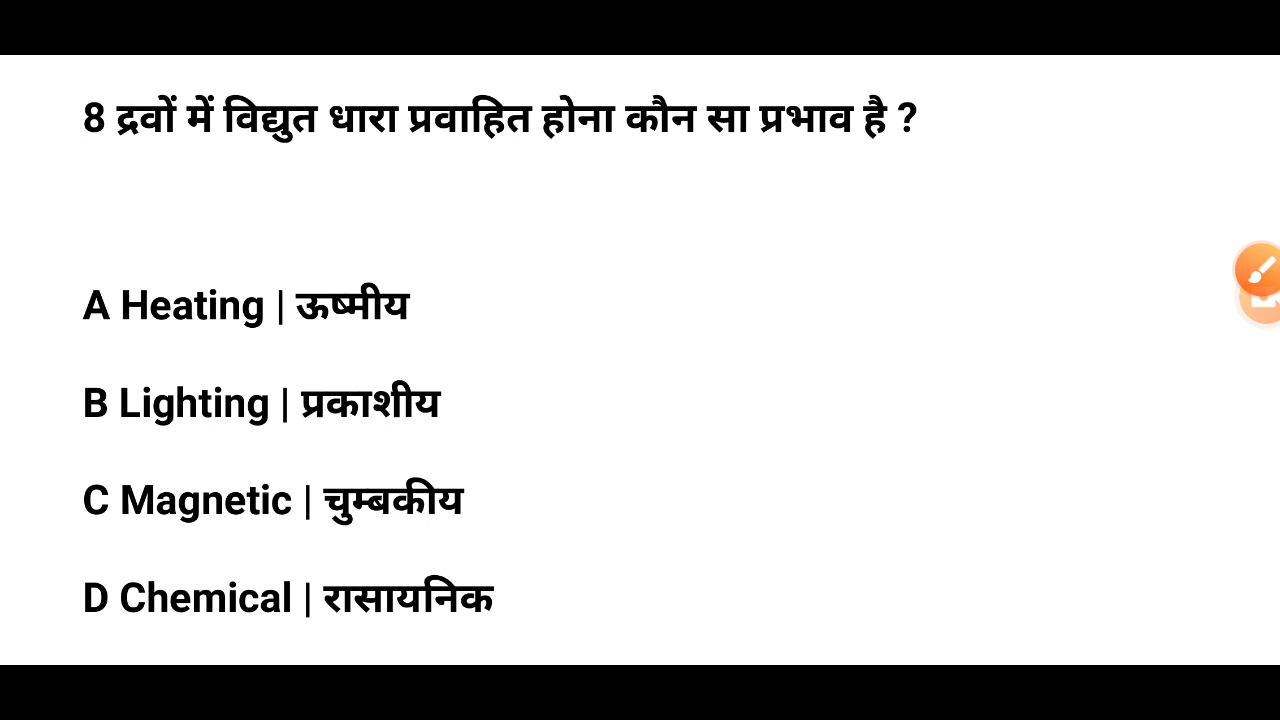 8 द्रवों में विद्युत धारा प्रवाहित होना कौन सा प्रभाव है ?
A Heating | ऊष्मीय
B Lighting | प्रकाशीय
C Magnetic | चुम्बकीय
D Chemical | रासायनिक